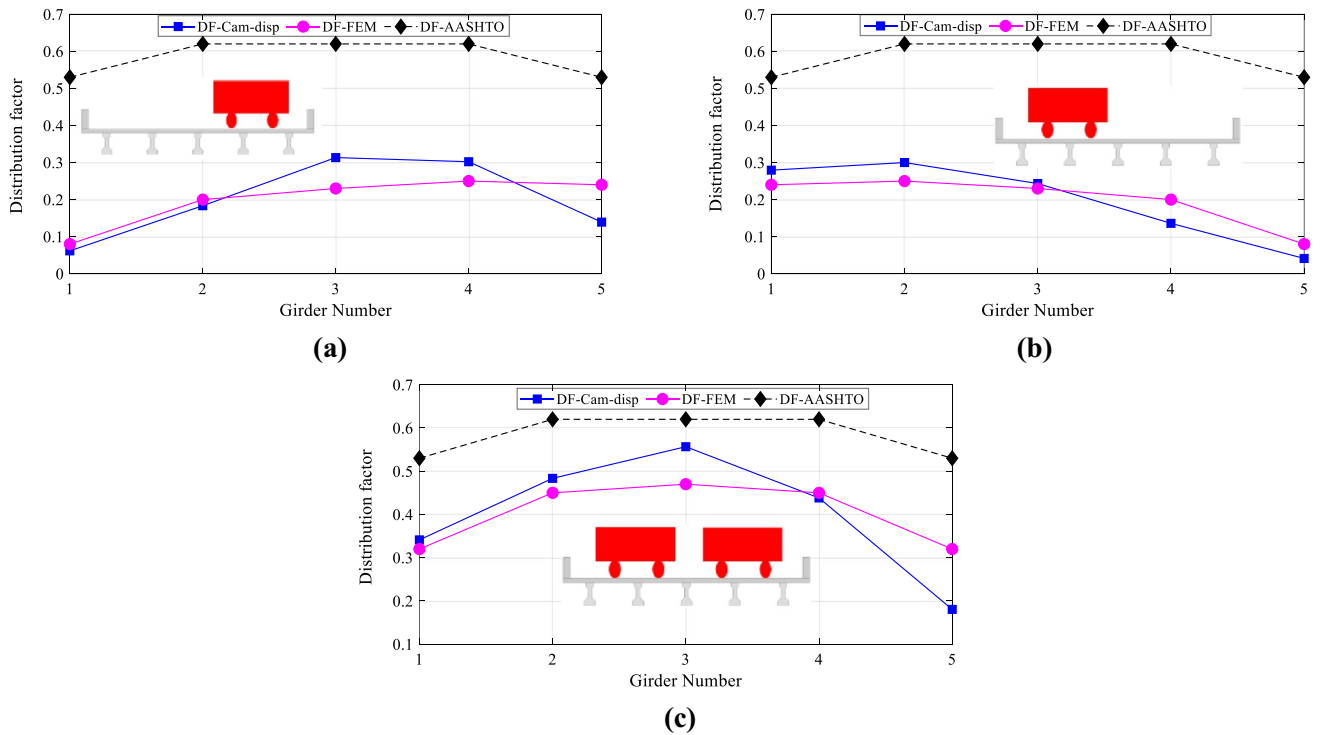 DF-Cam-disp DF-FEM DF-AASHTO
0.7
0.6
0.5
0.4
0.3
0.2
0.1
0
Distribution factor
1 2 3 4 5
Girder Number
(a)
DF-Cam-disp DF-FEM DF-AASHTO
0.7
0.6
0.5
0.4
0.3
0.2
0.1
0
Distribution factor
1 2 3 4 5
Girder Number
(b)
DF-Cam-disp DF-FEM DF-AASHTO
0.7
0.6
0.5
0.4
0.3
0.2
0.1
Distribution factor
1 2 3 4 5
Girder Number
(c)